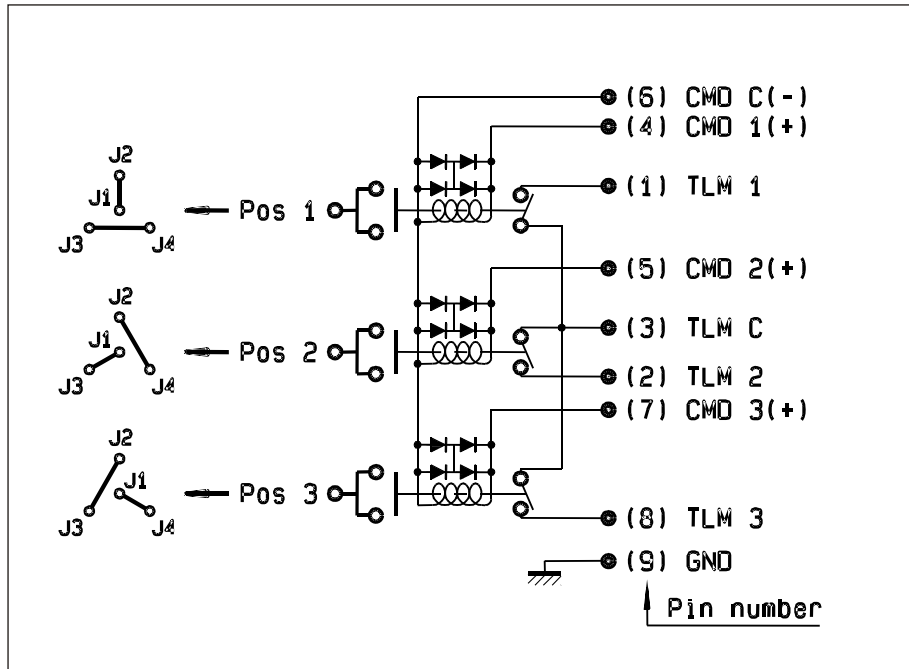 (6) CMD C(-)
(4) CMD 1(+)
J2
J1
J3
J4
Pos 1
(1) TLM 1
(5) CMD 2(+)
J2
J1
J3
J4
Pos 2
(3) TLM C
(2) TLM 2
(7) CMD 3(+)
J2
J1
J3
J4
Pos 3
(8) TLM 3
(9) GND
Pin number